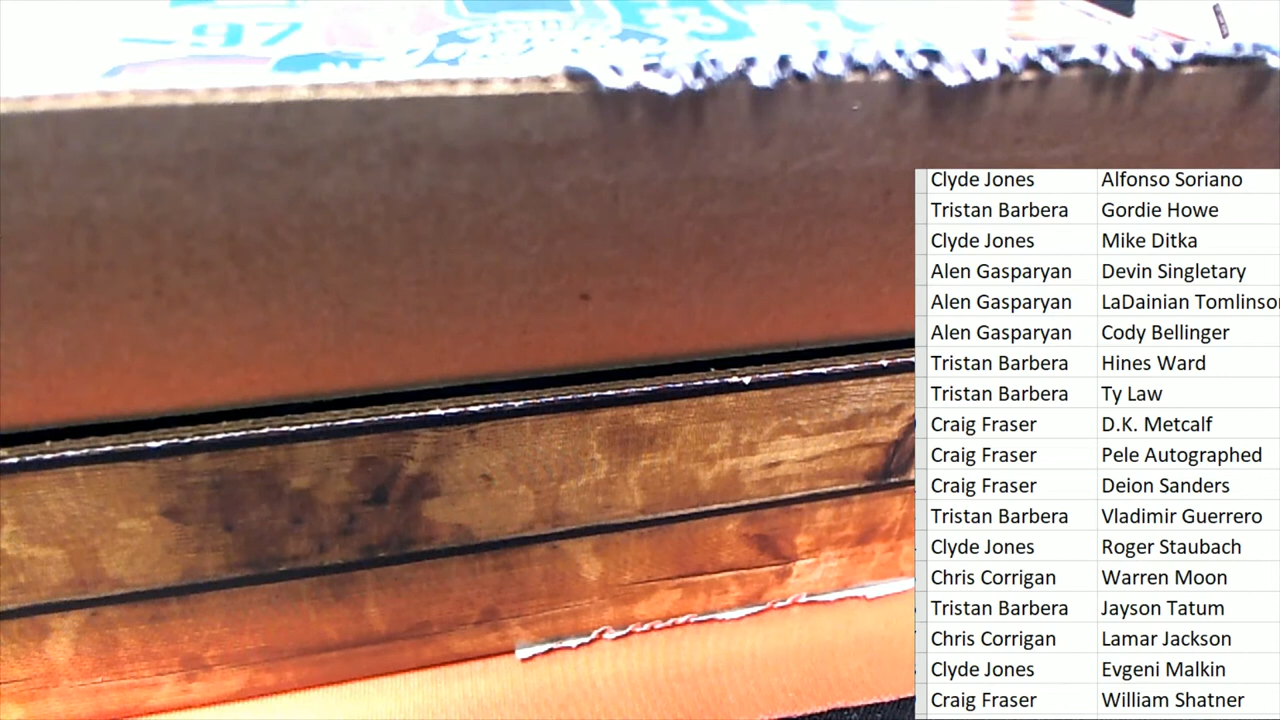 97
Clyde Jones Alfonso Soriano
Tristan Barbera Gordie Howe
Clyde Jones Mike Ditka
Alen Gasparyan Devin Singletary
Alen Gasparyan LaDainian Tomlinso
Alen Gasparyan Cody Bellinger
Tristan Barbera Hines Ward
Tristan Barbera Ty Law
Craig Fraser D.K. Metcalf
Craig Fraser Pele Autographed
Craig Fraser Deion Sanders
Tristan Barbera Vladimir Guerrero
Clyde Jones Roger Staubach
Chris Corrigan Warren Moon
Tristan Barbera Jayson Tatum
Chris Corrigan Lamar Jackson
Clyde Jones Evgeni Malkin
Craig Fraser William Shatner